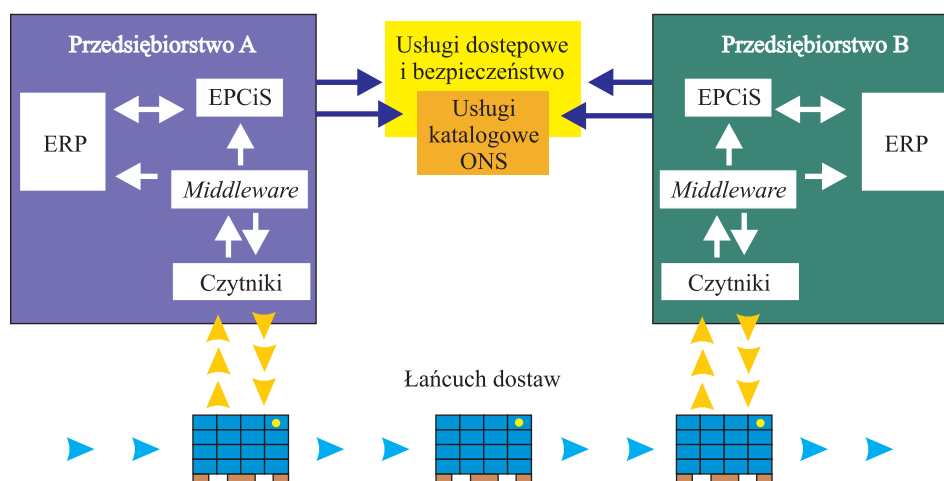 Przedsiębiorstwo A
EPCiS
ERP
Middleware
Czytniki
Usługi dostępowe
i bezpieczeństwo
Usługi
katalogowe
ONS
Przedsiębiorstwo B
EPCiS
ERP
Middleware
Czytniki
Łańcuch dostaw